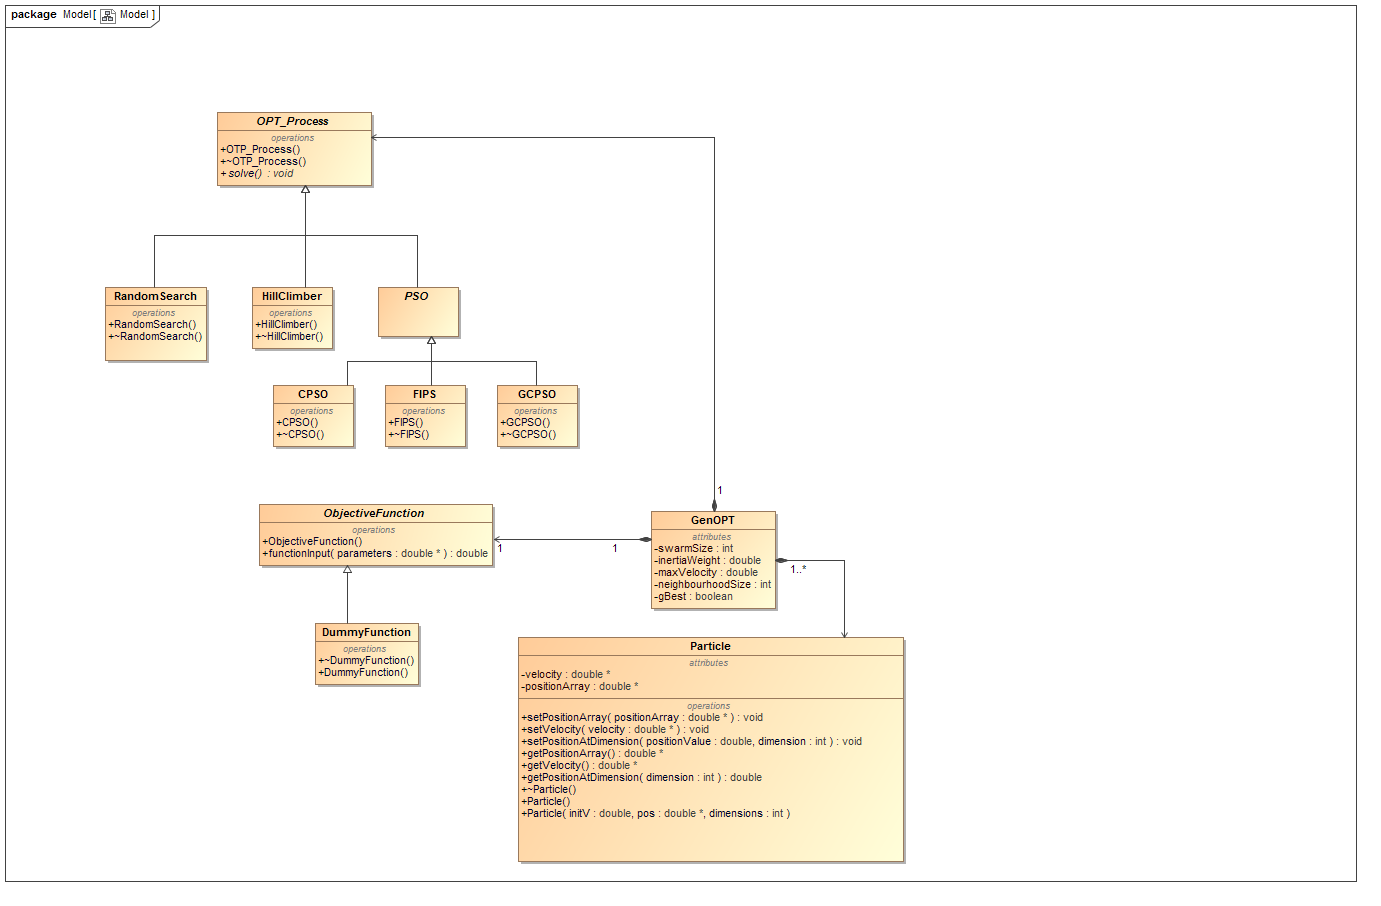 package Model[ Model ]
OPT_Process
operations
+OTP_Process()
+~OTP_Process()
+solve() : void
RandomSearch
operations
+RandomSearch()
+~RandomSearch()
HillClimber
operations
+HillClimber()
+~HillClimber()
PSO
CPSO
operations
+CPSO()
+~CPSO()
FIPS
operations
+FIPS()
+~FIPS()
GCPSO
operations
+GCPSO()
+~GCPSO()
1
ObjectiveFunction
operations
+ObjectiveFunction()
+functionInput( parameters : double * ) : double
1
1
GenOPT
attributes
-swarmSize : int
-inertiaWeight : double
-maxVelocity : double
-neighbourhoodSize : int
-gBest : boolean
1..*
DummyFunction
operations
+~DummyFunction()
+DummyFunction()
Particle
attributes
-velocity : double *
-positionArray : double *
operations
+setPositionArray( positionArray : double * ) : void
+setVelocity( velocity : double * ) : void
+setPositionAtDimension( positionValue : double, dimension : int ) : void
+getPositionArray() : double *
+getVelocity() : double *
+getPositionAtDimension( dimension : int ) : double
+~Particle()
+Particle()
+Particle( initV : double, pos : double *, dimensions : int )